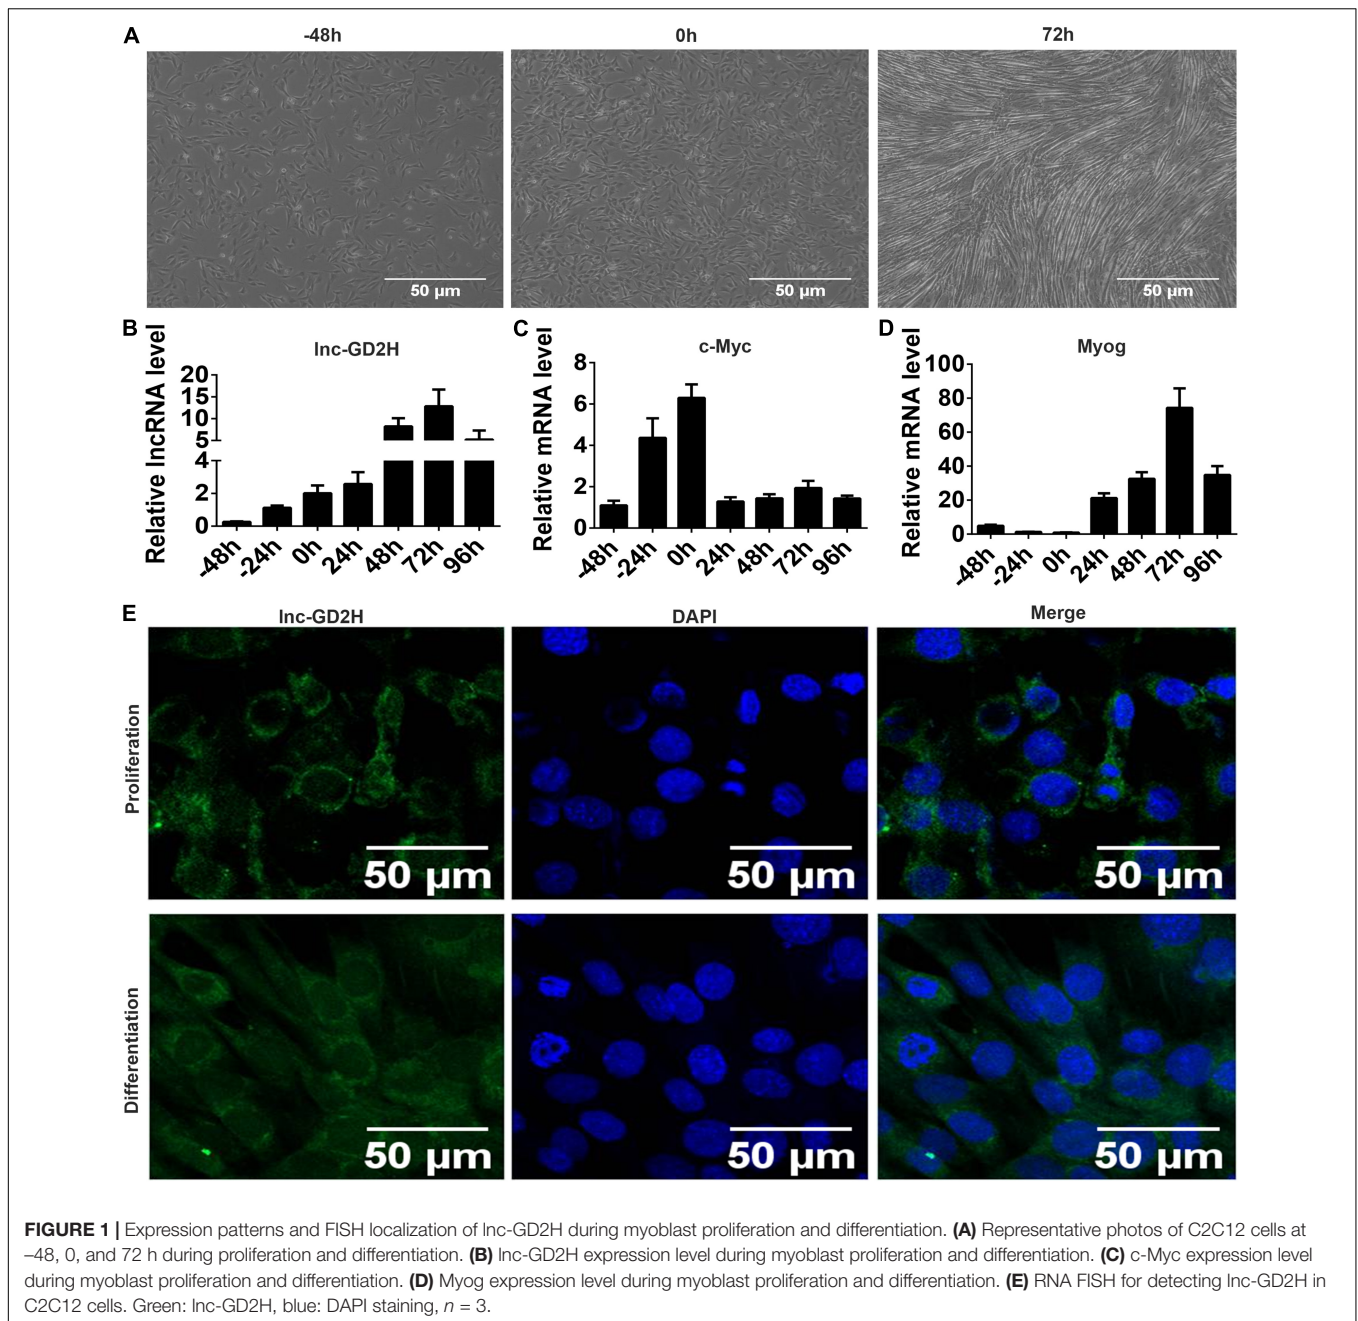 A
-48h
0h
72h
50 µm
50 µm
50 µm
B
lnc-GD2H
Relative lncRNA level
20
15
10
5
4
2
0
-48h
-24h
0h
24h
48h
72h
96h
C
c-Myc
Relative mRNA level
8
6
4
2
0
-48h
-24h
0h
24h
48h
72h
96h
D
Myog
Relative mRNA level
100
80
60
40
20
0
-48h
-24h
0h
24h
48h
72h
96h
E
lnc-GD2H
DAPI
Merge
Proliferation
50 µm
50 µm
50 µm
Differentiation
50 µm
50 µm
50 µm
FIGURE 1 | Expression patterns and FISH localization of lnc-GD2H during myoblast proliferation and differentiation. (A) Representative photos of C2C12 cells at
–48, 0, and 72 h during proliferation and differentiation. (B) lnc-GD2H expression level during myoblast proliferation and differentiation. (C) c-Myc expression level
during myoblast proliferation and differentiation. (D) Myog expression level during myoblast proliferation and differentiation. (E) RNA FISH for detecting lnc-GD2H in
C2C12 cells. Green: lnc-GD2H, blue: DAPI staining, n = 3.